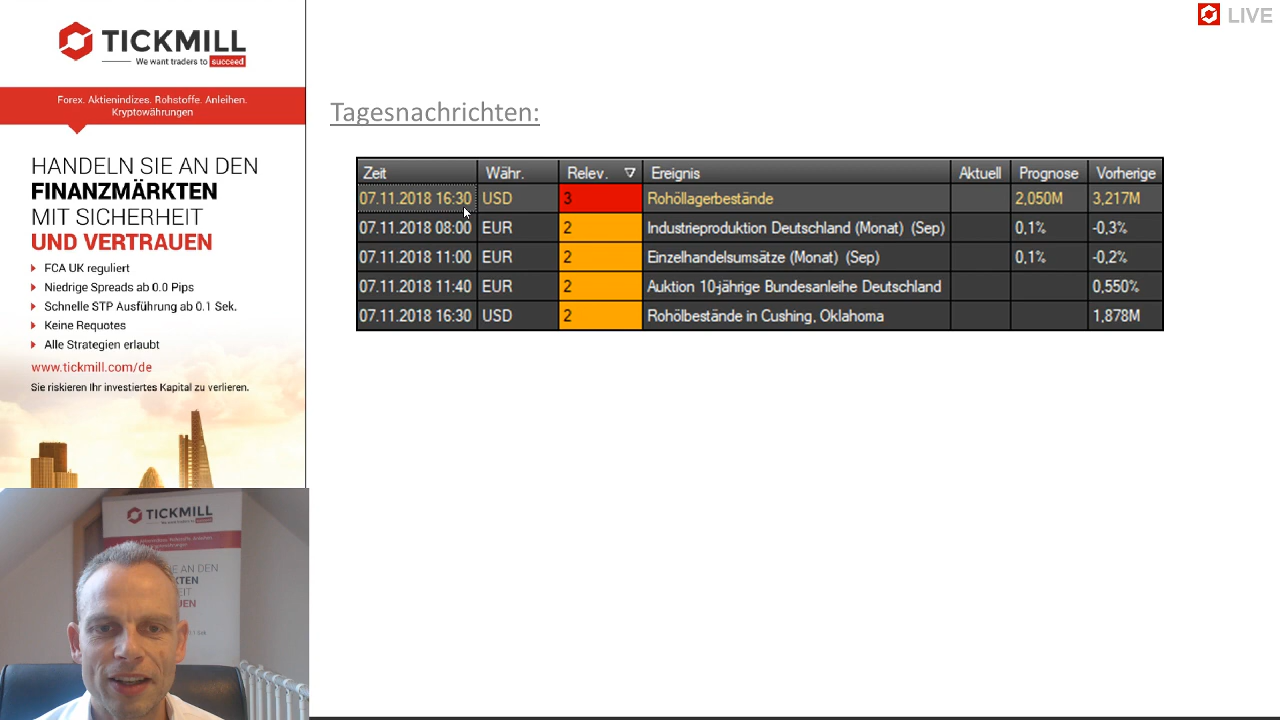 TICKMILL
We want traders to succeed
Forex. Aktienindizes. Rohstoffe. Anleihen.
Kryptowährungen
HANDELN SIE AN DEN
FINANZMÄRKTEN
MIT SICHERHEIT
UND VERTRAUEN
FCA UK reguliert
Niedrige Spreads ab 0.0 Pips
Schnelle STP Ausführung ab 0.1 Sek.
Keine Requotes
Alle Strategien erlaubt
www.tickmill.com/de
Sie riskieren Ihr investiertes Kapital zu verlieren.
LIVE
Tagesnachrichten:
Zeit Währ. Relev. Ereignis Aktuell Prognose Vorherige
07.11.2018 16:30 USD 3 Rohöllagerbestände 2,050M 3,217M
07.11.2018 08:00 EUR 2 Industrieproduktion Deutschland (Monat) (Sep) 0,1% -0,3%
07.11.2018 11:00 EUR 2 Einzelhandelsumsätze (Monat) (Sep) 0,1% -0,2%
07.11.2018 11:40 EUR 2 Auktion 10-jährige Bundesanleihe Deutschland 0,550%
07.11.2018 16:30 USD 2 Rohölbestände in Cushing, Oklahoma 1,878M
TICKMILL
IE AN DEN
KTEN
EIT
UEN